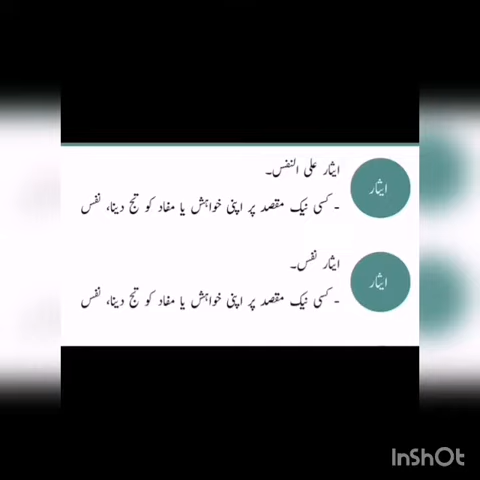 ایثار
ایثار علی النفس۔
- کسی نیک مقصد پر اپنی خواہش یا مفاد کو تج دینا، نفس
ایثار
ایثار نفس۔
- کسی نیک مقصد پر اپنی خواہش یا مفاد کو تج دینا، نفس
InShOt